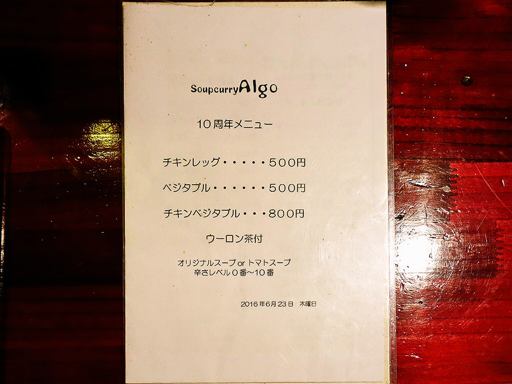 Soupcurry Algo
10周年メニュー
チキンレッグ・・・・・500円
ベジタブル・・・・・・500円
チキンベジタブル・・・800円
ウーロン茶付
オリジナルスープ or トマトスープ
辛さレベル0番～10番
2016年6月23日 木曜日